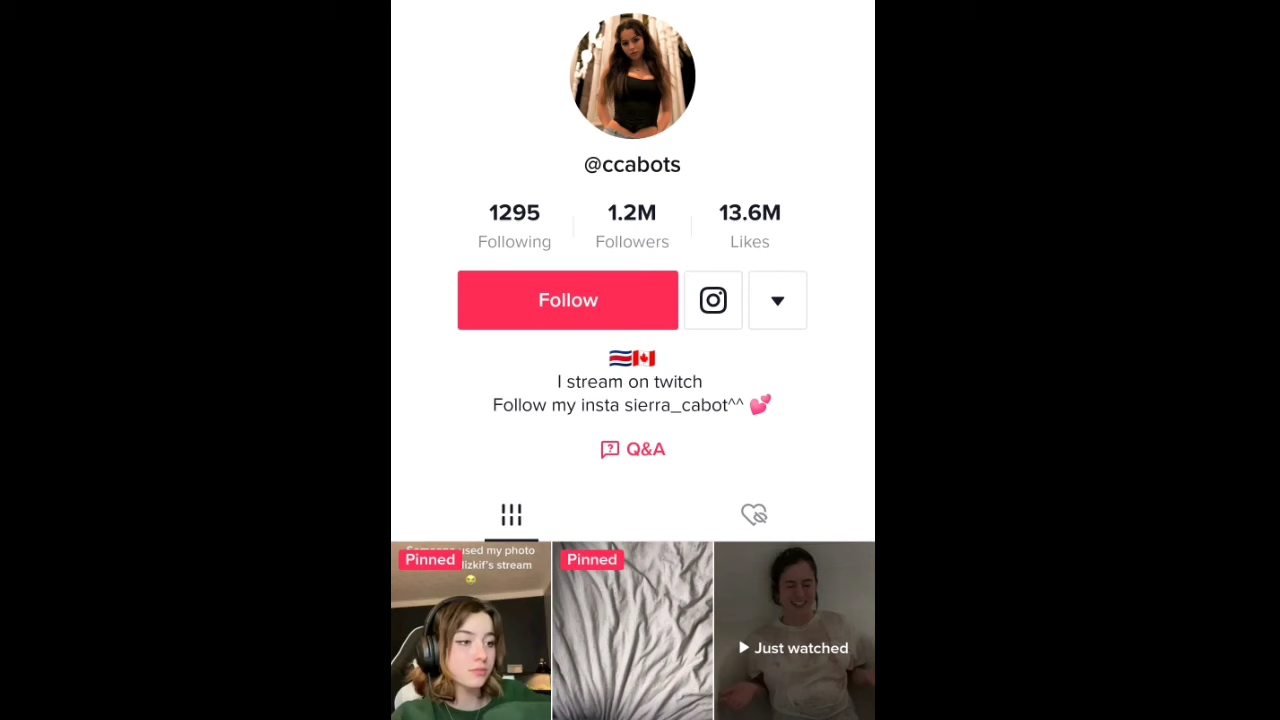 @ccabots
1295 1.2M 13.6M
Following Followers Likes
Follow
I stream on twitch
Follow my insta sierra_cabot^^ 💕
Q&A
used my photo
Pinned
lizkif's stream
Pinned
Just watched